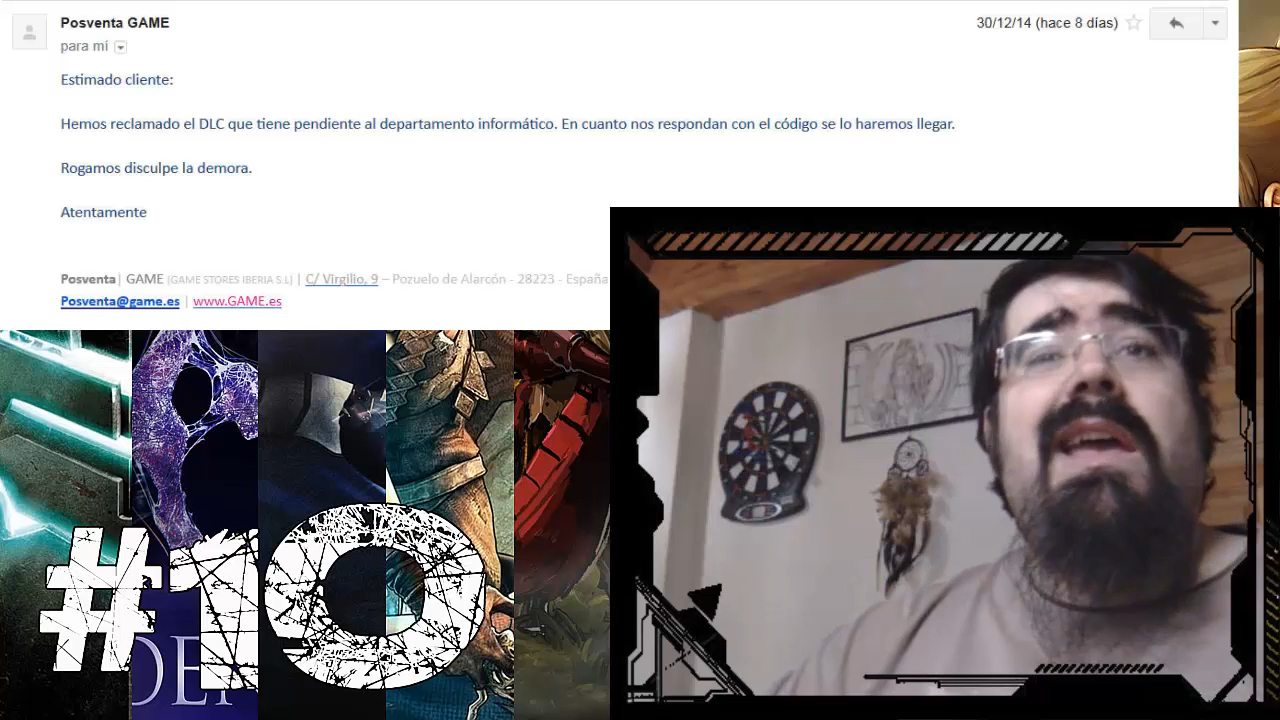 Posventa GAME
30/12/14 (hace 8 días)
para mi
Estimado cliente:
Hemos reclamado el DLC que tiene pendiente al departamento informático. En cuanto nos respondan con el código se lo haremos llegar.
Rogamos disculpe la demora.
Atentamente
Posventa| GAME (GAME STORES IBERIA S.L) | C/ Virgilio, 9 – Pozuelo de Alarcón - 28223 - España
Posventa@game.es | www.GAME.es
#10